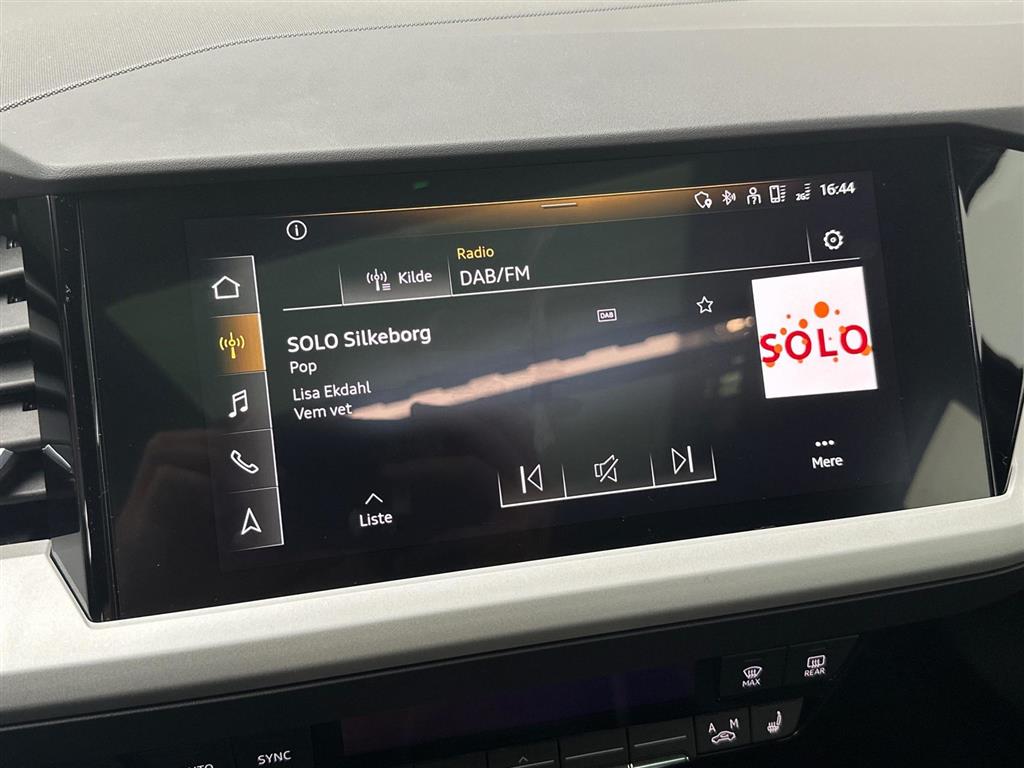 2G 16:44
Radio
Kilde DAB/FM
SOLO Silkeborg DAB
Pop
SOLO
Lisa Ekdahl
Vem vet
Mere
Liste
MAX REAR
A M
SYNC